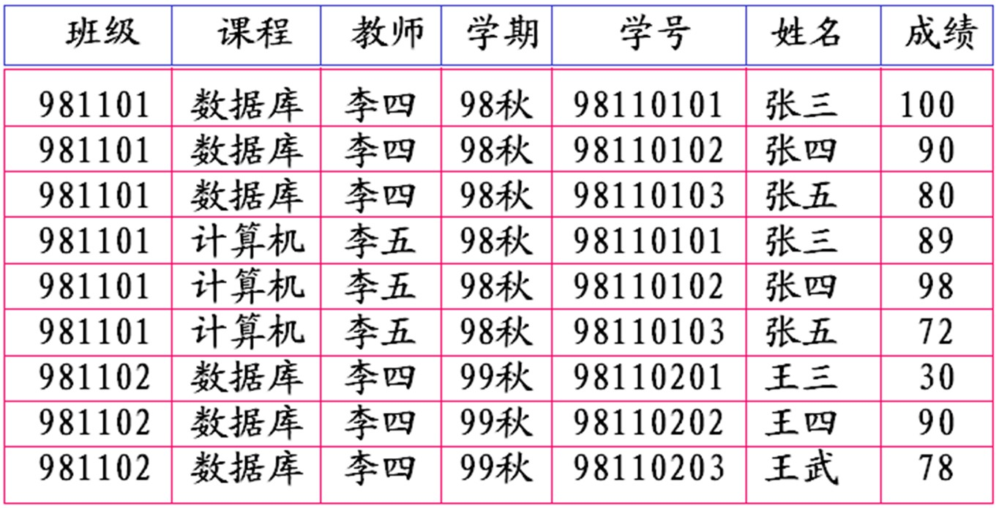 班级 课程 教师 学期 学号 姓名 成绩
981101 数据库 李四 98秋 98110101 张三 100
981101 数据库 李四 98秋 98110102 张四 90
981101 数据库 李四 98秋 98110103 张五 80
981101 计算机 李五 98秋 98110101 张三 89
981101 计算机 李五 98秋 98110102 张四 98
981101 计算机 李五 98秋 98110103 张五 72
981102 数据库 李四 99秋 98110201 王三 30
981102 数据库 李四 99秋 98110202 王四 90
981102 数据库 李四 99秋 98110203 王武 78